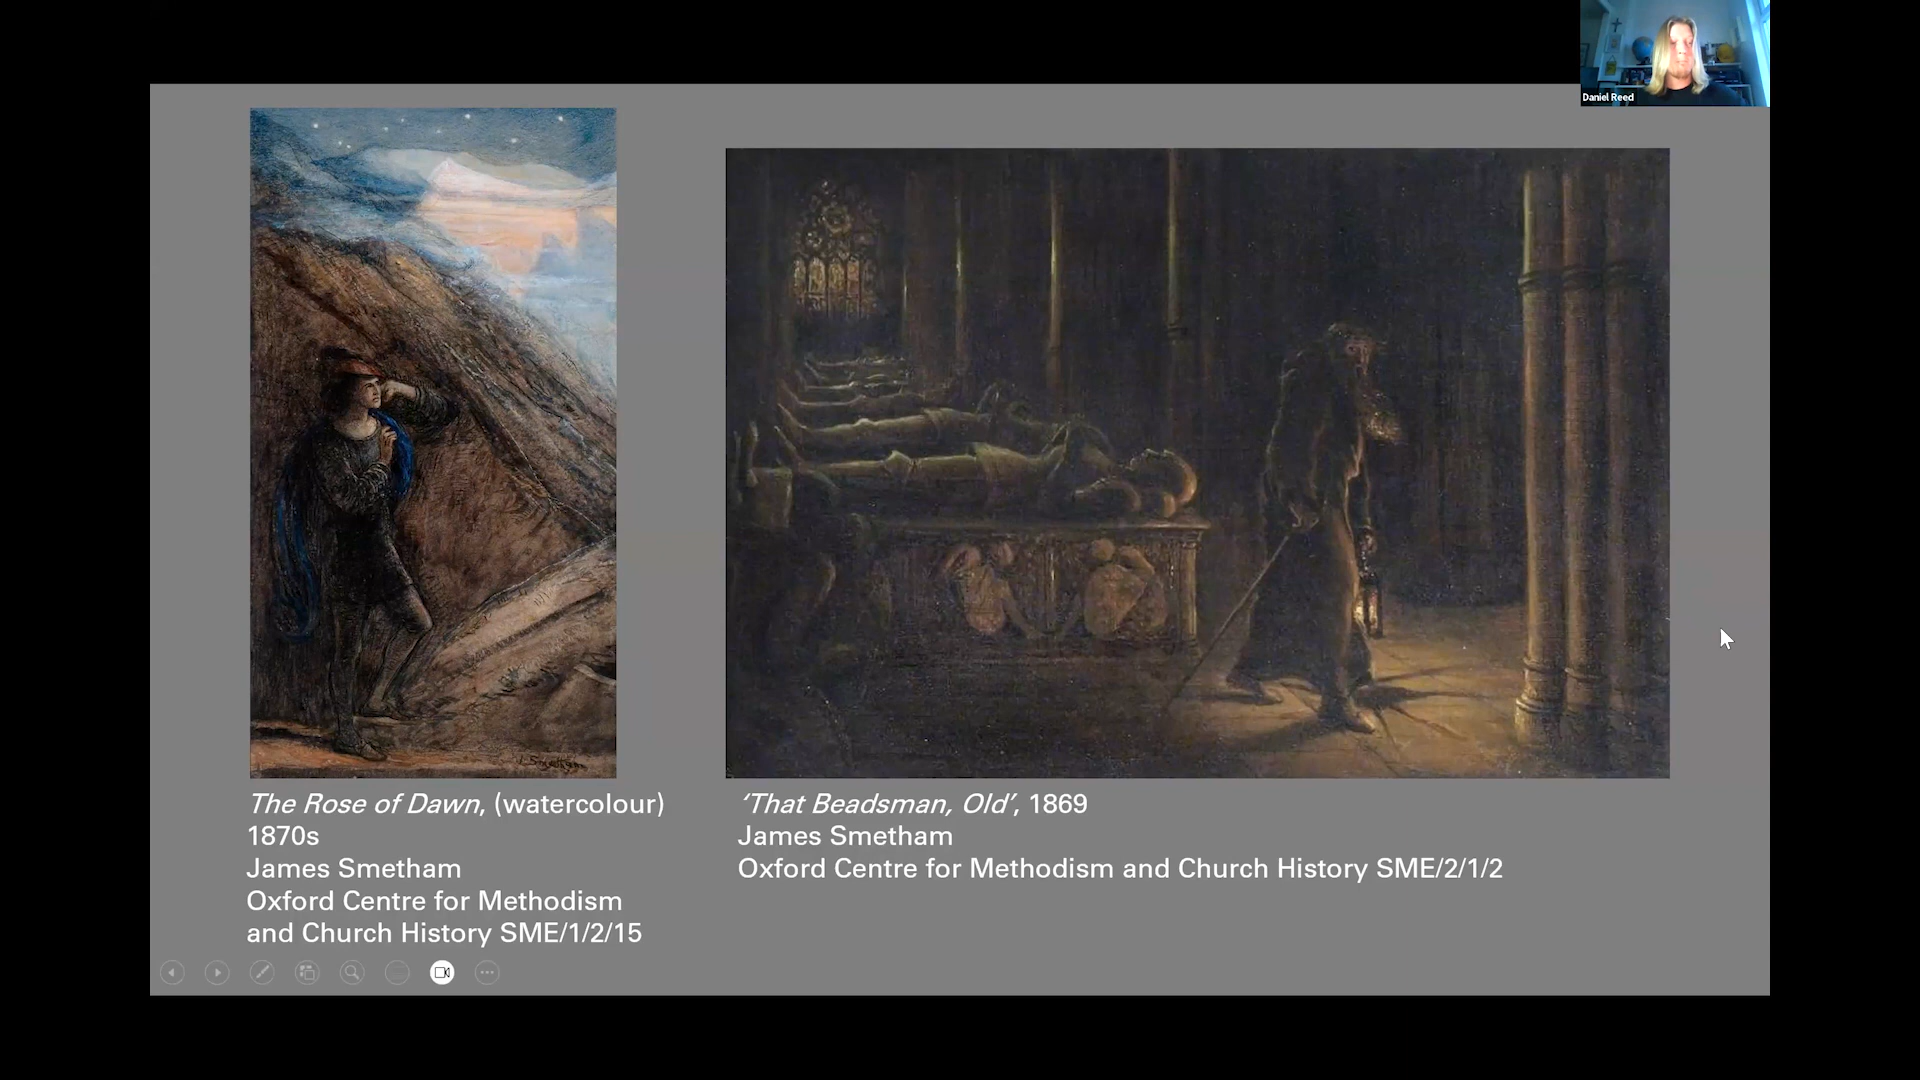 Daniel Reed
J. Smetham
The Rose of Dawn, (watercolour)
1870s
James Smetham
Oxford Centre for Methodism
and Church History SME/1/2/15
‘That Beadsman, Old’, 1869
James Smetham
Oxford Centre for Methodism and Church History SME/2/1/2